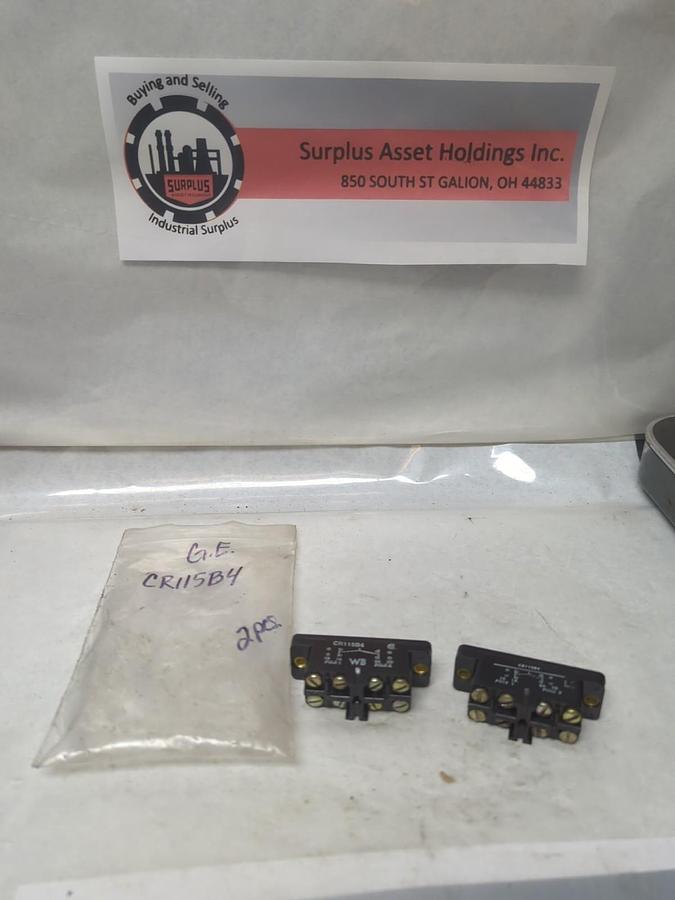 Buying and Selling
SURPLUS
Industrial Surplus
Surplus Asset Holdings Inc.
850 SOUTH ST GALION, OH 44833
G.E.
CR115B4
2pcs.
CR115B4
WB
CR115B4